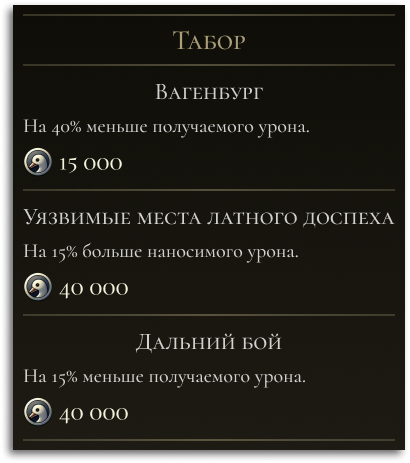 Табор
Вагенбург
На 40% меньше получаемого урона.
15 000
Уязвимые места латного доспеха
На 15% больше наносимого урона.
40 000
Дальний бой
На 15% меньше получаемого урона.
40 000